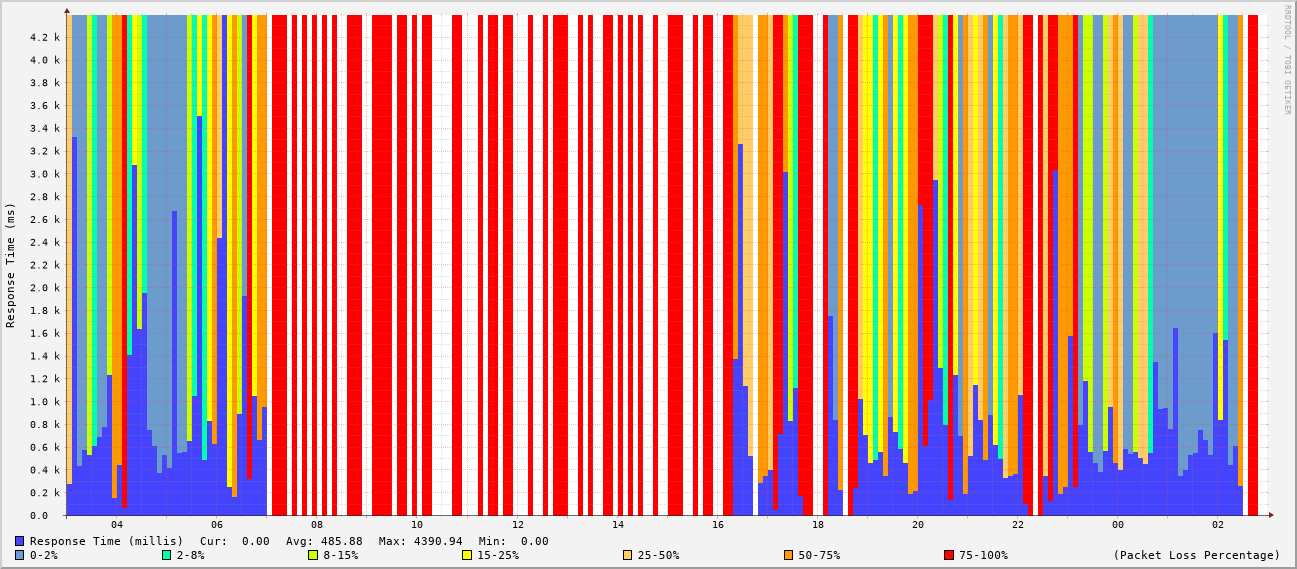 RRDTOOL / TOBI OETIKER
Response Time (ms)
4.2 k
4.0 k
3.8 k
3.6 k
3.4 k
3.2 k
3.0 k
2.8 k
2.6 k
2.4 k
2.2 k
2.0 k
1.8 k
1.6 k
1.4 k
1.2 k
1.0 k
0.8 k
0.6 k
0.4 k
0.2 k
0.0
04 06 08 10 12 14 16 18 20 22 00 02
Response Time (millis) Cur: 0.00 Avg: 485.88 Max: 4390.94 Min: 0.00
0-2% 2-8% 8-15% 15-25% 25-50% 50-75% 75-100% (Packet Loss Percentage)